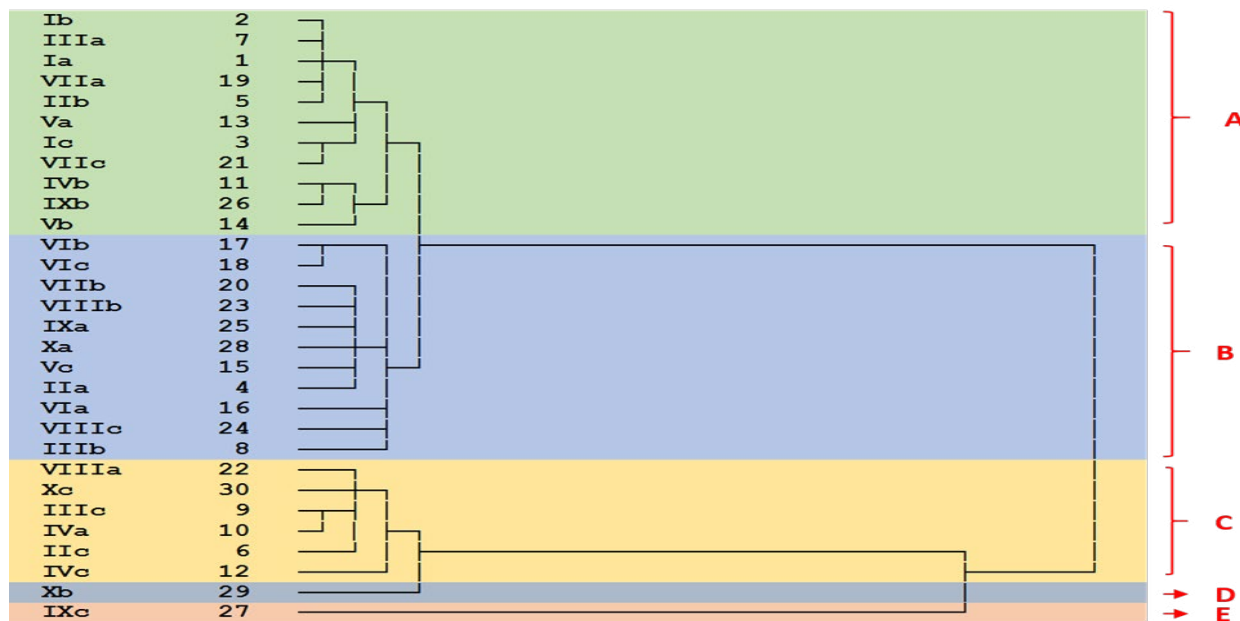 Ib 2
IIIa 7
Ia 1
VIIa 19
IIb 5
Va 13
Ic 3
VIIc 21
IVb 11
IXb 26
Vb 14
A
VIb 17
VIc 18
VIIb 20
VIIIb 23
IXa 25
Xa 28
Vc 15
IIa 4
VIa 16
VIIIc 24
IIIb 8
B
VIIIa 22
Xc 30
IIIc 9
IVa 10
IIc 6
IVc 12
C
Xb 29 D
IXc 27 E